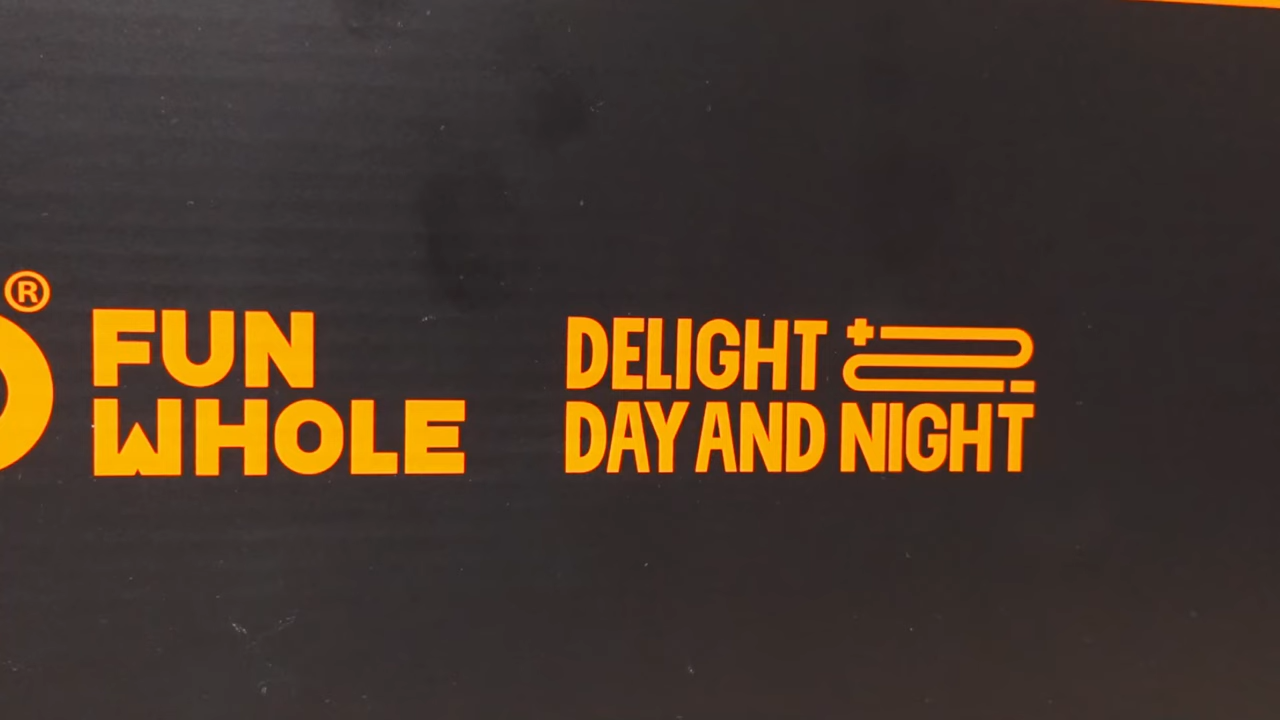 ®
FUN
WHOLE
DELIGHT
DAY AND NIGHT